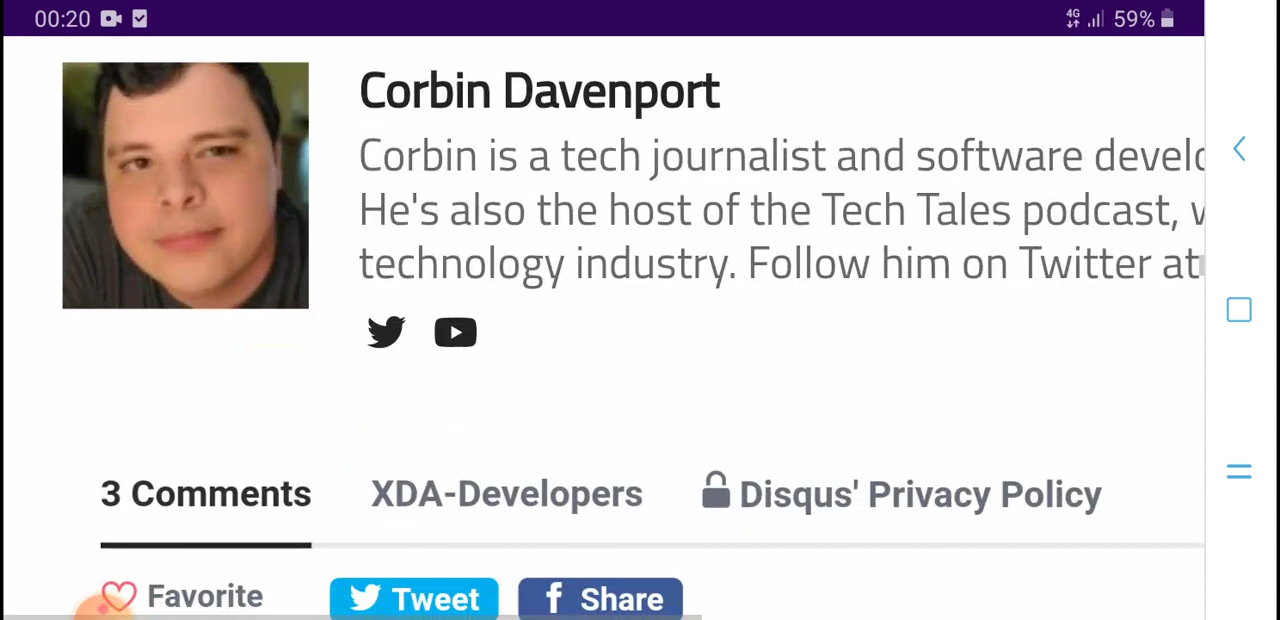 00:20
4G
59%
Corbin Davenport
Corbin is a tech journalist and software
He's also the host of the Tech Tales podcast,
technology industry. Follow him on Twitter at
3 Comments
XDA-Developers
Disqus' Privacy Policy
Favorite
Tweet
f Share